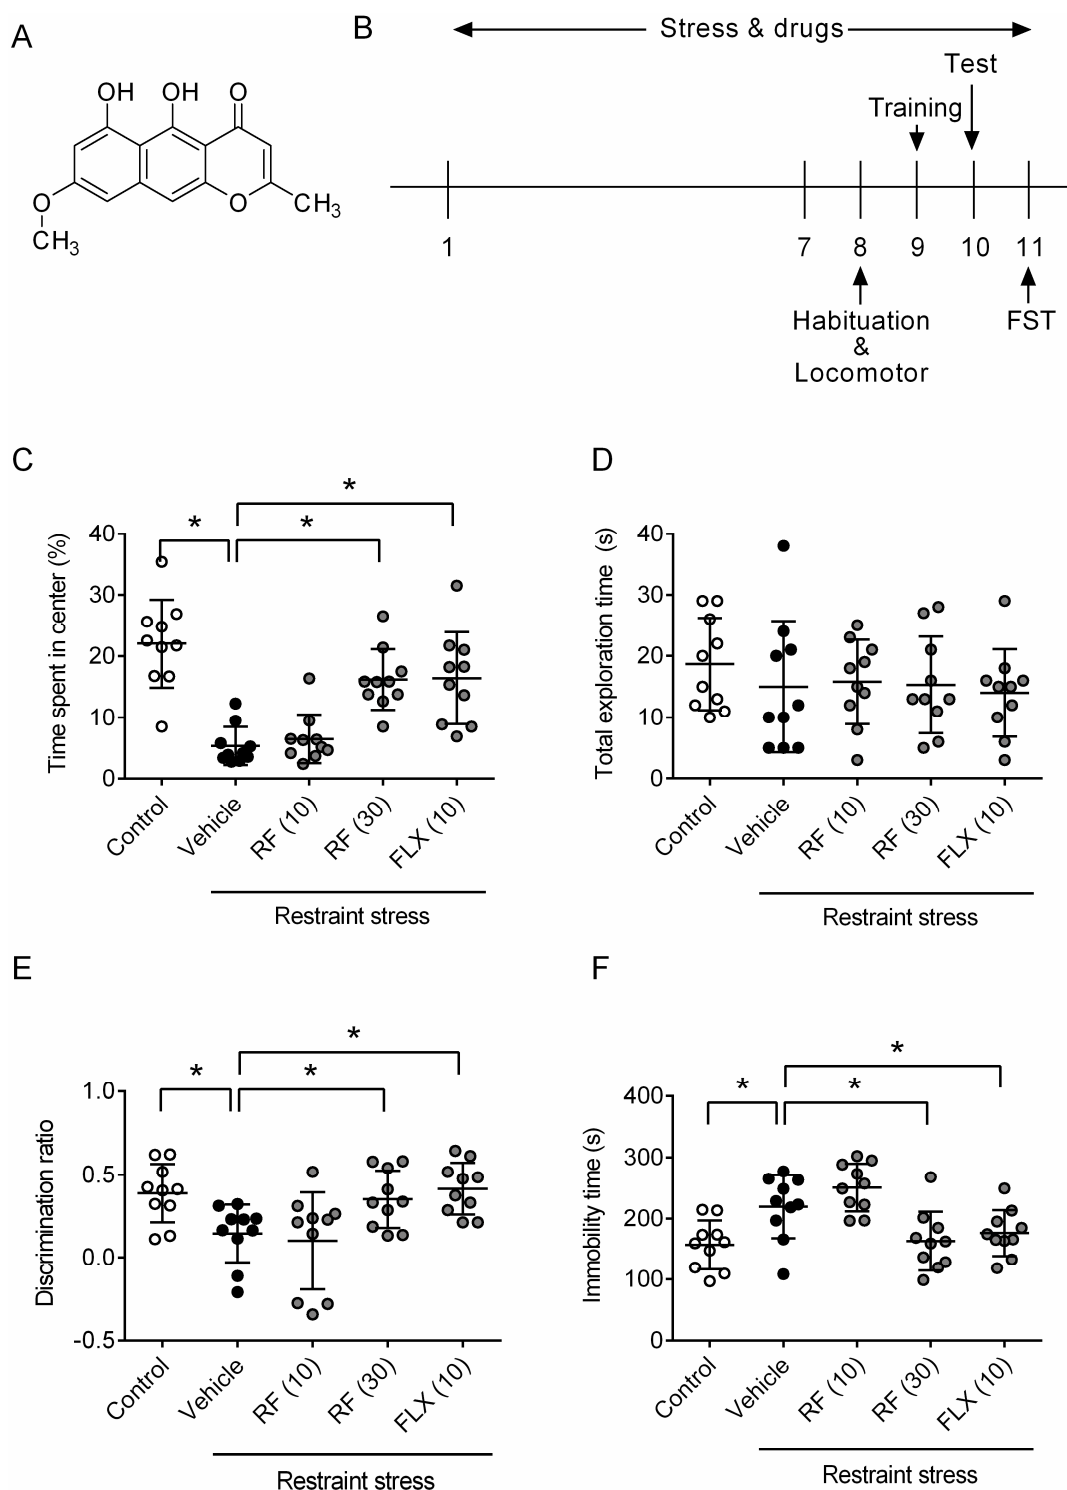 A
OH OH O
O
O
CH3
CH3
B
Stress & drugs
Test
Training
1 7 8 9 10 11
Habituation
&
Locomotor
FST
C
*
* *
Time spent in center (%)
40
30
20
10
0
Control Vehicle RF (10) RF (30) FLX (10)
Restraint stress
D
Total exploration time (s)
40
30
20
10
0
Control Vehicle RF (10) RF (30) FLX (10)
Restraint stress
E
*
* *
Discrimination ratio
1.0
0.5
0.0
-0.5
Control Vehicle RF (10) RF (30) FLX (10)
Restraint stress
F
*
* *
Immobility time (s)
400
300
200
100
0
Control Vehicle RF (10) RF (30) FLX (10)
Restraint stress